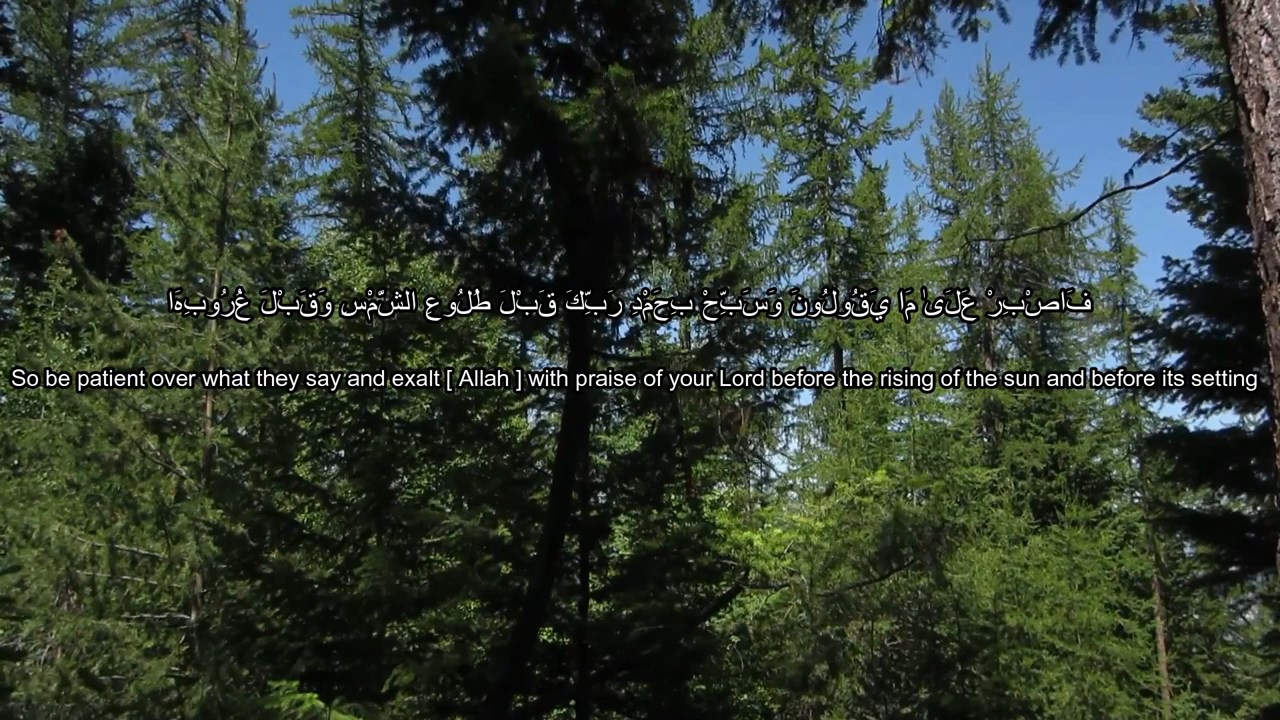 فَاصْبِرْ عَلَىٰ مَا يَقُولُونَ وَسَبِّحْ بِحَمْدِ رَبِّكَ قَبْلَ طُلُوعِ الشَّمْسِ وَقَبْلَ غُرُوبِهَا
So be patient over what they say and exalt [ Allah ] with praise of your Lord before the rising of the sun and before its setting